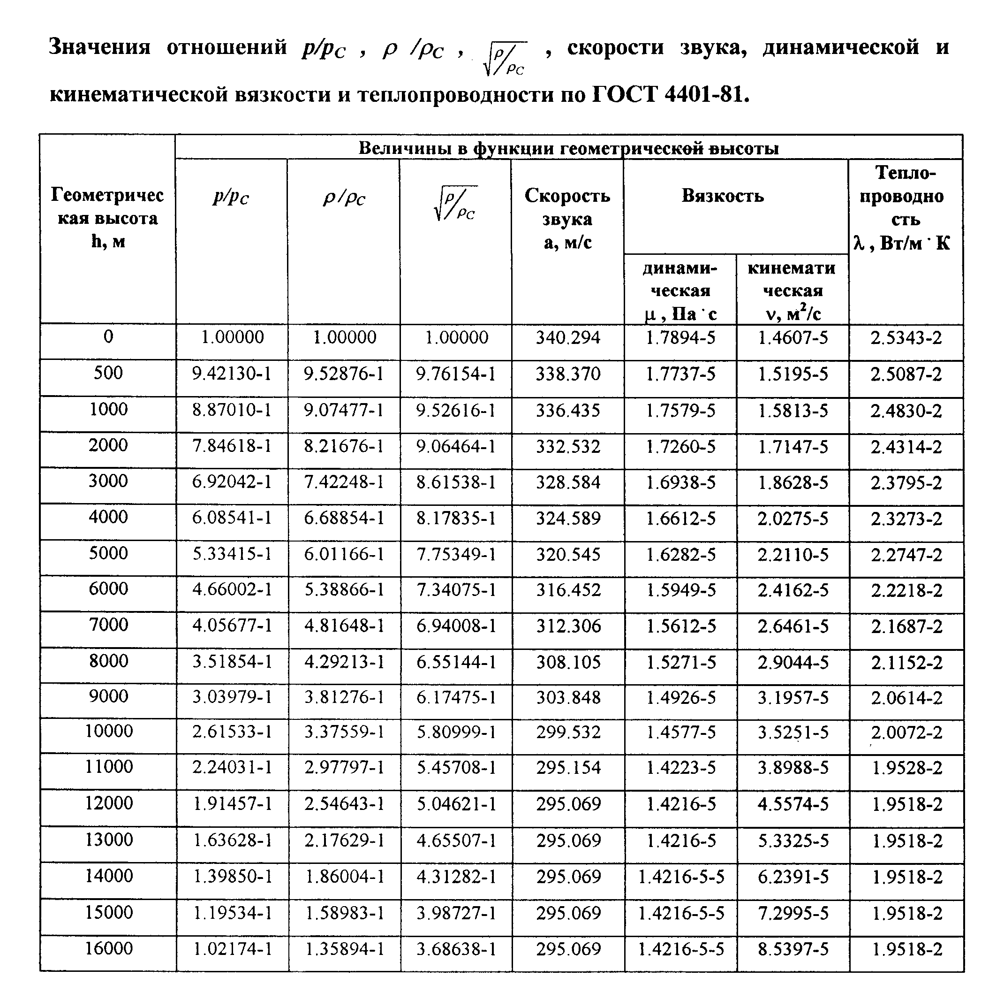 Значения отношений p/pC , ρ /ρC , √ρ/ρC , скорости звука, динамической и
кинематической вязкости и теплопроводности по ГОСТ 4401-81.
Геометричес
кая высота
h, м
Величины в функции геометрической высоты
p/pC
ρ/ρC
√ρ/ρC
Скорость
звука
а, м/с
Вязкость
динами-
ческая
μ , Па·с
кинемати
ческая
ν, м²/с
Тепло-
проводно
сть
λ , Вт/м·К
0 1.00000 1.00000 1.00000 340.294 1.7894-5 1.4607-5 2.5343-2
500 9.42130-1 9.52876-1 9.76154-1 338.370 1.7737-5 1.5195-5 2.5087-2
1000 8.87010-1 9.07477-1 9.52616-1 336.435 1.7579-5 1.5813-5 2.4830-2
2000 7.84618-1 8.21676-1 9.06464-1 332.532 1.7260-5 1.7147-5 2.4314-2
3000 6.92042-1 7.42248-1 8.61538-1 328.584 1.6938-5 1.8628-5 2.3795-2
4000 6.08541-1 6.68854-1 8.17835-1 324.589 1.6612-5 2.0275-5 2.3273-2
5000 5.33415-1 6.01166-1 7.75349-1 320.545 1.6282-5 2.2110-5 2.2747-2
6000 4.66002-1 5.38866-1 7.34075-1 316.452 1.5949-5 2.4162-5 2.2218-2
7000 4.05677-1 4.81648-1 6.94008-1 312.306 1.5612-5 2.6461-5 2.1687-2
8000 3.51854-1 4.29213-1 6.55144-1 308.105 1.5271-5 2.9044-5 2.1152-2
9000 3.03979-1 3.81276-1 6.17475-1 303.848 1.4926-5 3.1957-5 2.0614-2
10000 2.61533-1 3.37559-1 5.80999-1 299.532 1.4577-5 3.5251-5 2.0072-2
11000 2.24031-1 2.97797-1 5.45708-1 295.154 1.4223-5 3.8988-5 1.9528-2
12000 1.91457-1 2.54643-1 5.04621-1 295.069 1.4216-5 4.5574-5 1.9518-2
13000 1.63628-1 2.17629-1 4.65507-1 295.069 1.4216-5 5.3325-5 1.9518-2
14000 1.39850-1 1.86004-1 4.31282-1 295.069 1.4216-5-5 6.2391-5 1.9518-2
15000 1.19534-1 1.58983-1 3.98727-1 295.069 1.4216-5-5 7.2995-5 1.9518-2
16000 1.02174-1 1.35894-1 3.68638-1 295.069 1.4216-5-5 8.5397-5 1.9518-2